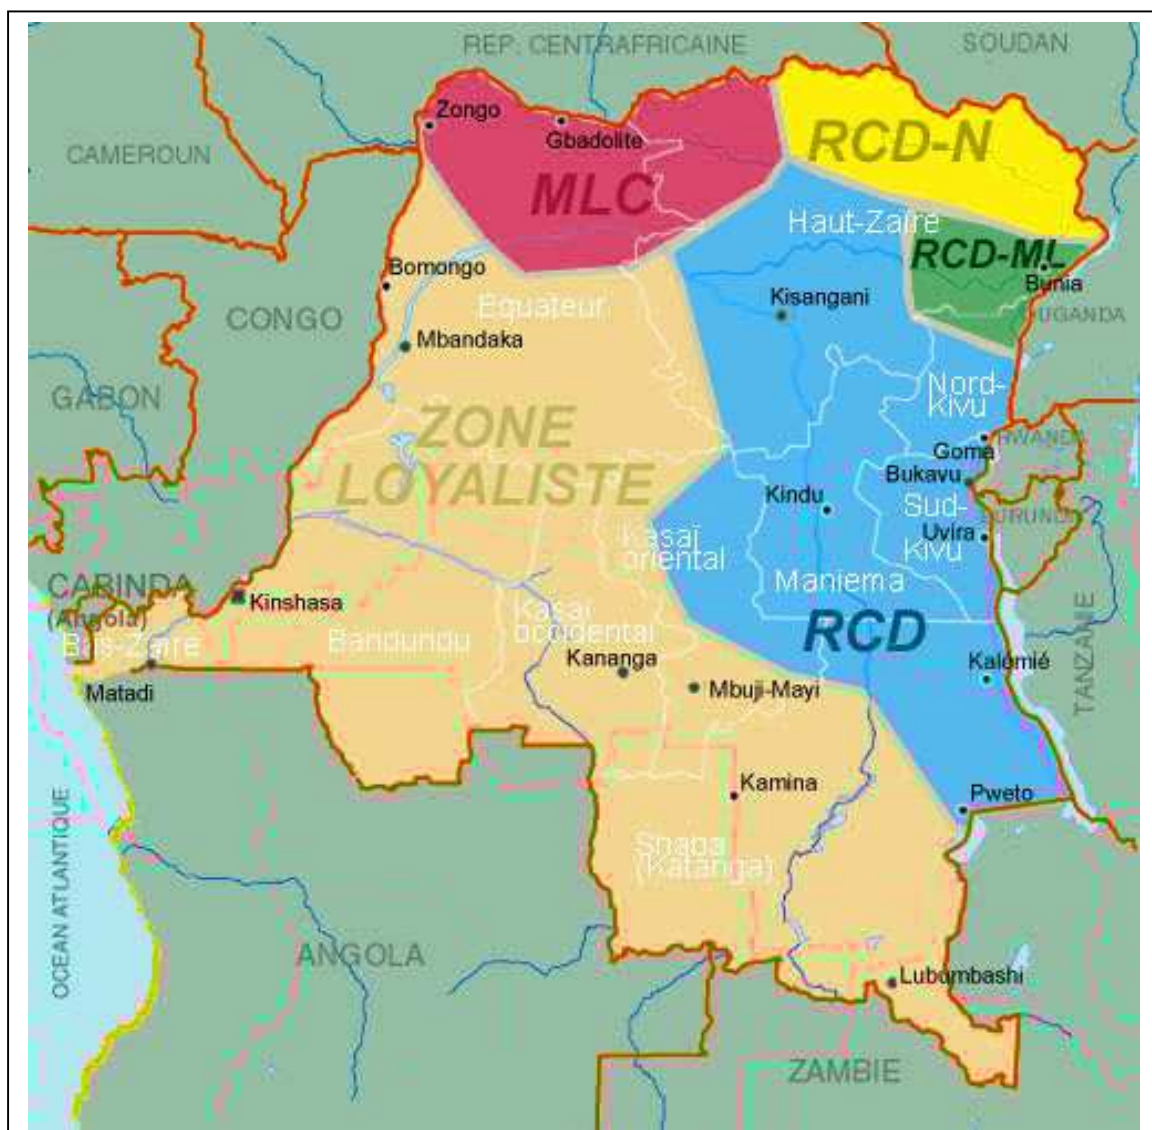 REP. CENTRAFRICAINE
SOUDAN
Zongo
Gbadolite
CAMEROUN
RCD-N
MLC
Haut-Zaïre
RCD-ML
Bomongo
Bunia
Equateur
Kisangani
CONGO
OUGANDA
Mbandaka
GABON
Nord-
Kivu
ZONE
LOYALISTE
RWANDA
Goma
Bukavu
Kindu
Sud-
Kivu
BURUNDI
Uvira
Kasaï
oriental
Maniema
CABINDA
(Angola)
Kinshasa
Kasaï
occidental
Bas-Zaïre
Bandundu
RCD
Kananga
Kalémié
Matadi
Mbuji-Mayi
TANZANIE
Kamina
Pweto
OCEAN ATLANTIQUE
Shaba
(Katanga)
ANGOLA
Lubumbashi
ZAMBIE